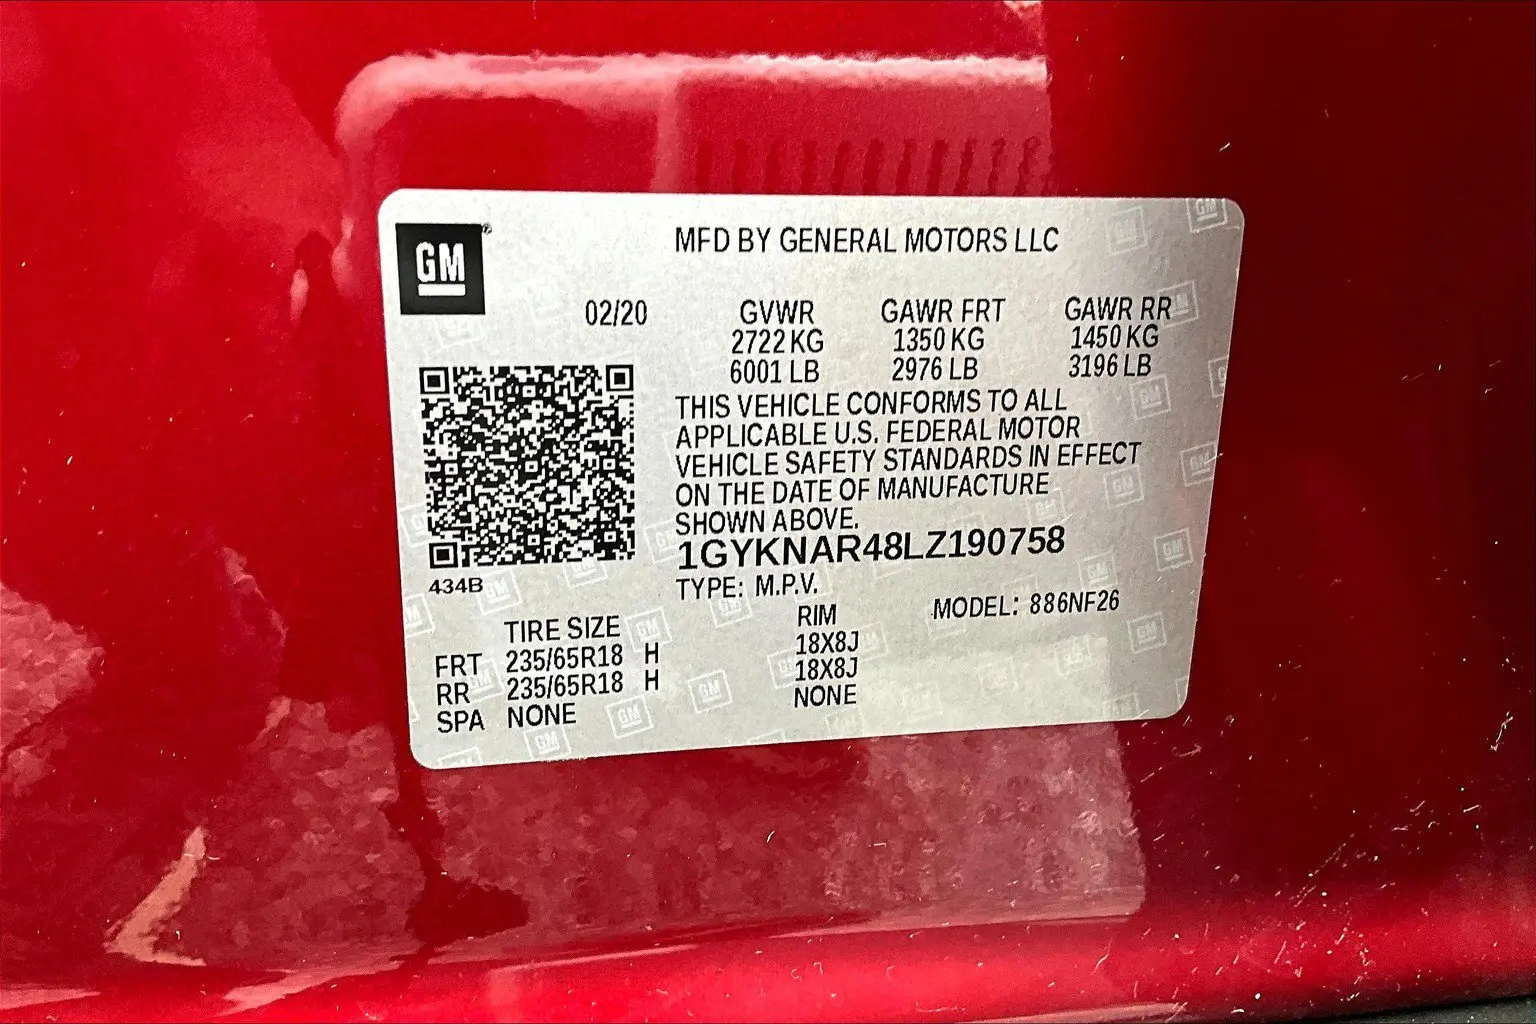 GM
MFD BY GENERAL MOTORS LLC
02/20 GVWR GAWR FRT GAWR RR
2722 KG 1350 KG 1450 KG
6001 LB 2976 LB 3196 LB
THIS VEHICLE CONFORMS TO ALL
APPLICABLE U.S. FEDERAL MOTOR
VEHICLE SAFETY STANDARDS IN EFFECT
ON THE DATE OF MANUFACTURE
SHOWN ABOVE.
1GYKNAR48LZ190758
434B
TYPE: M.P.V.
MODEL: 886NF26
TIRE SIZE RIM
FRT 235/65R18 H 18X8J
RR 235/65R18 H 18X8J
SPA NONE NONE